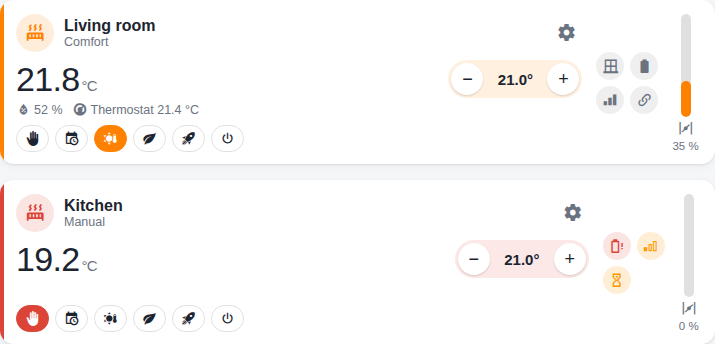 Living room
Comfort
21.8 °C
52 % Thermostat 21.4 °C
− 21.0° +
35 %
Kitchen
Manual
19.2 °C
− 21.0° +
0 %